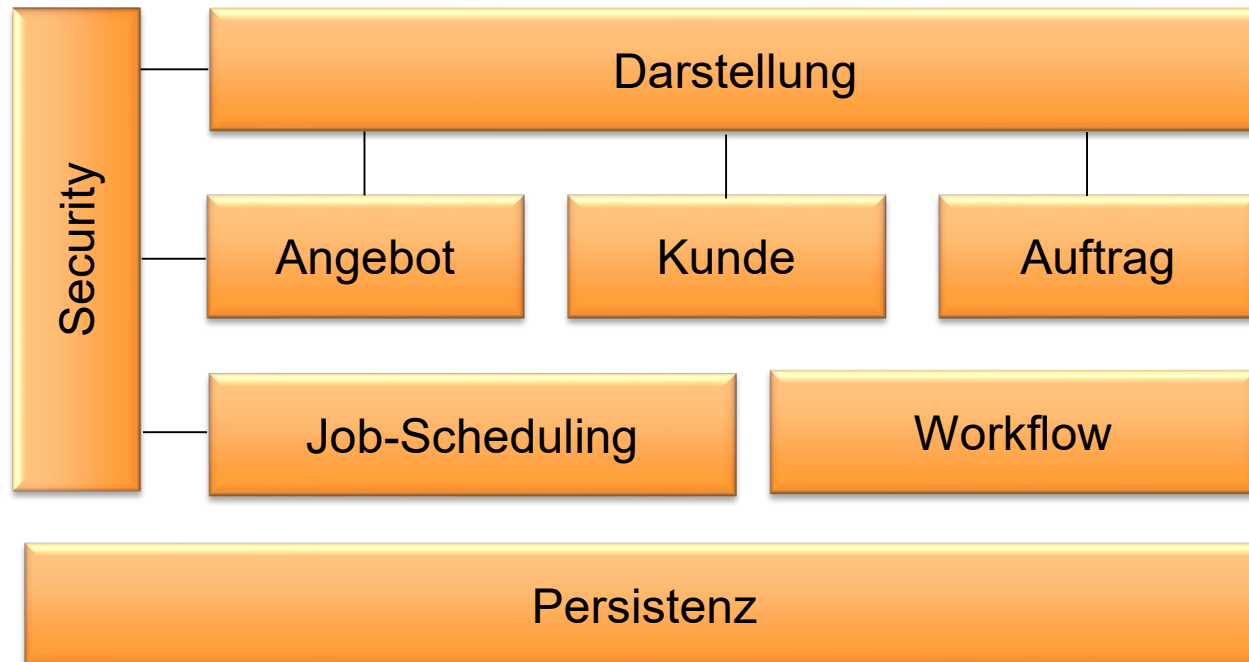 Darstellung
Security
Angebot
Kunde
Auftrag
Job-Scheduling
Workflow
Persistenz